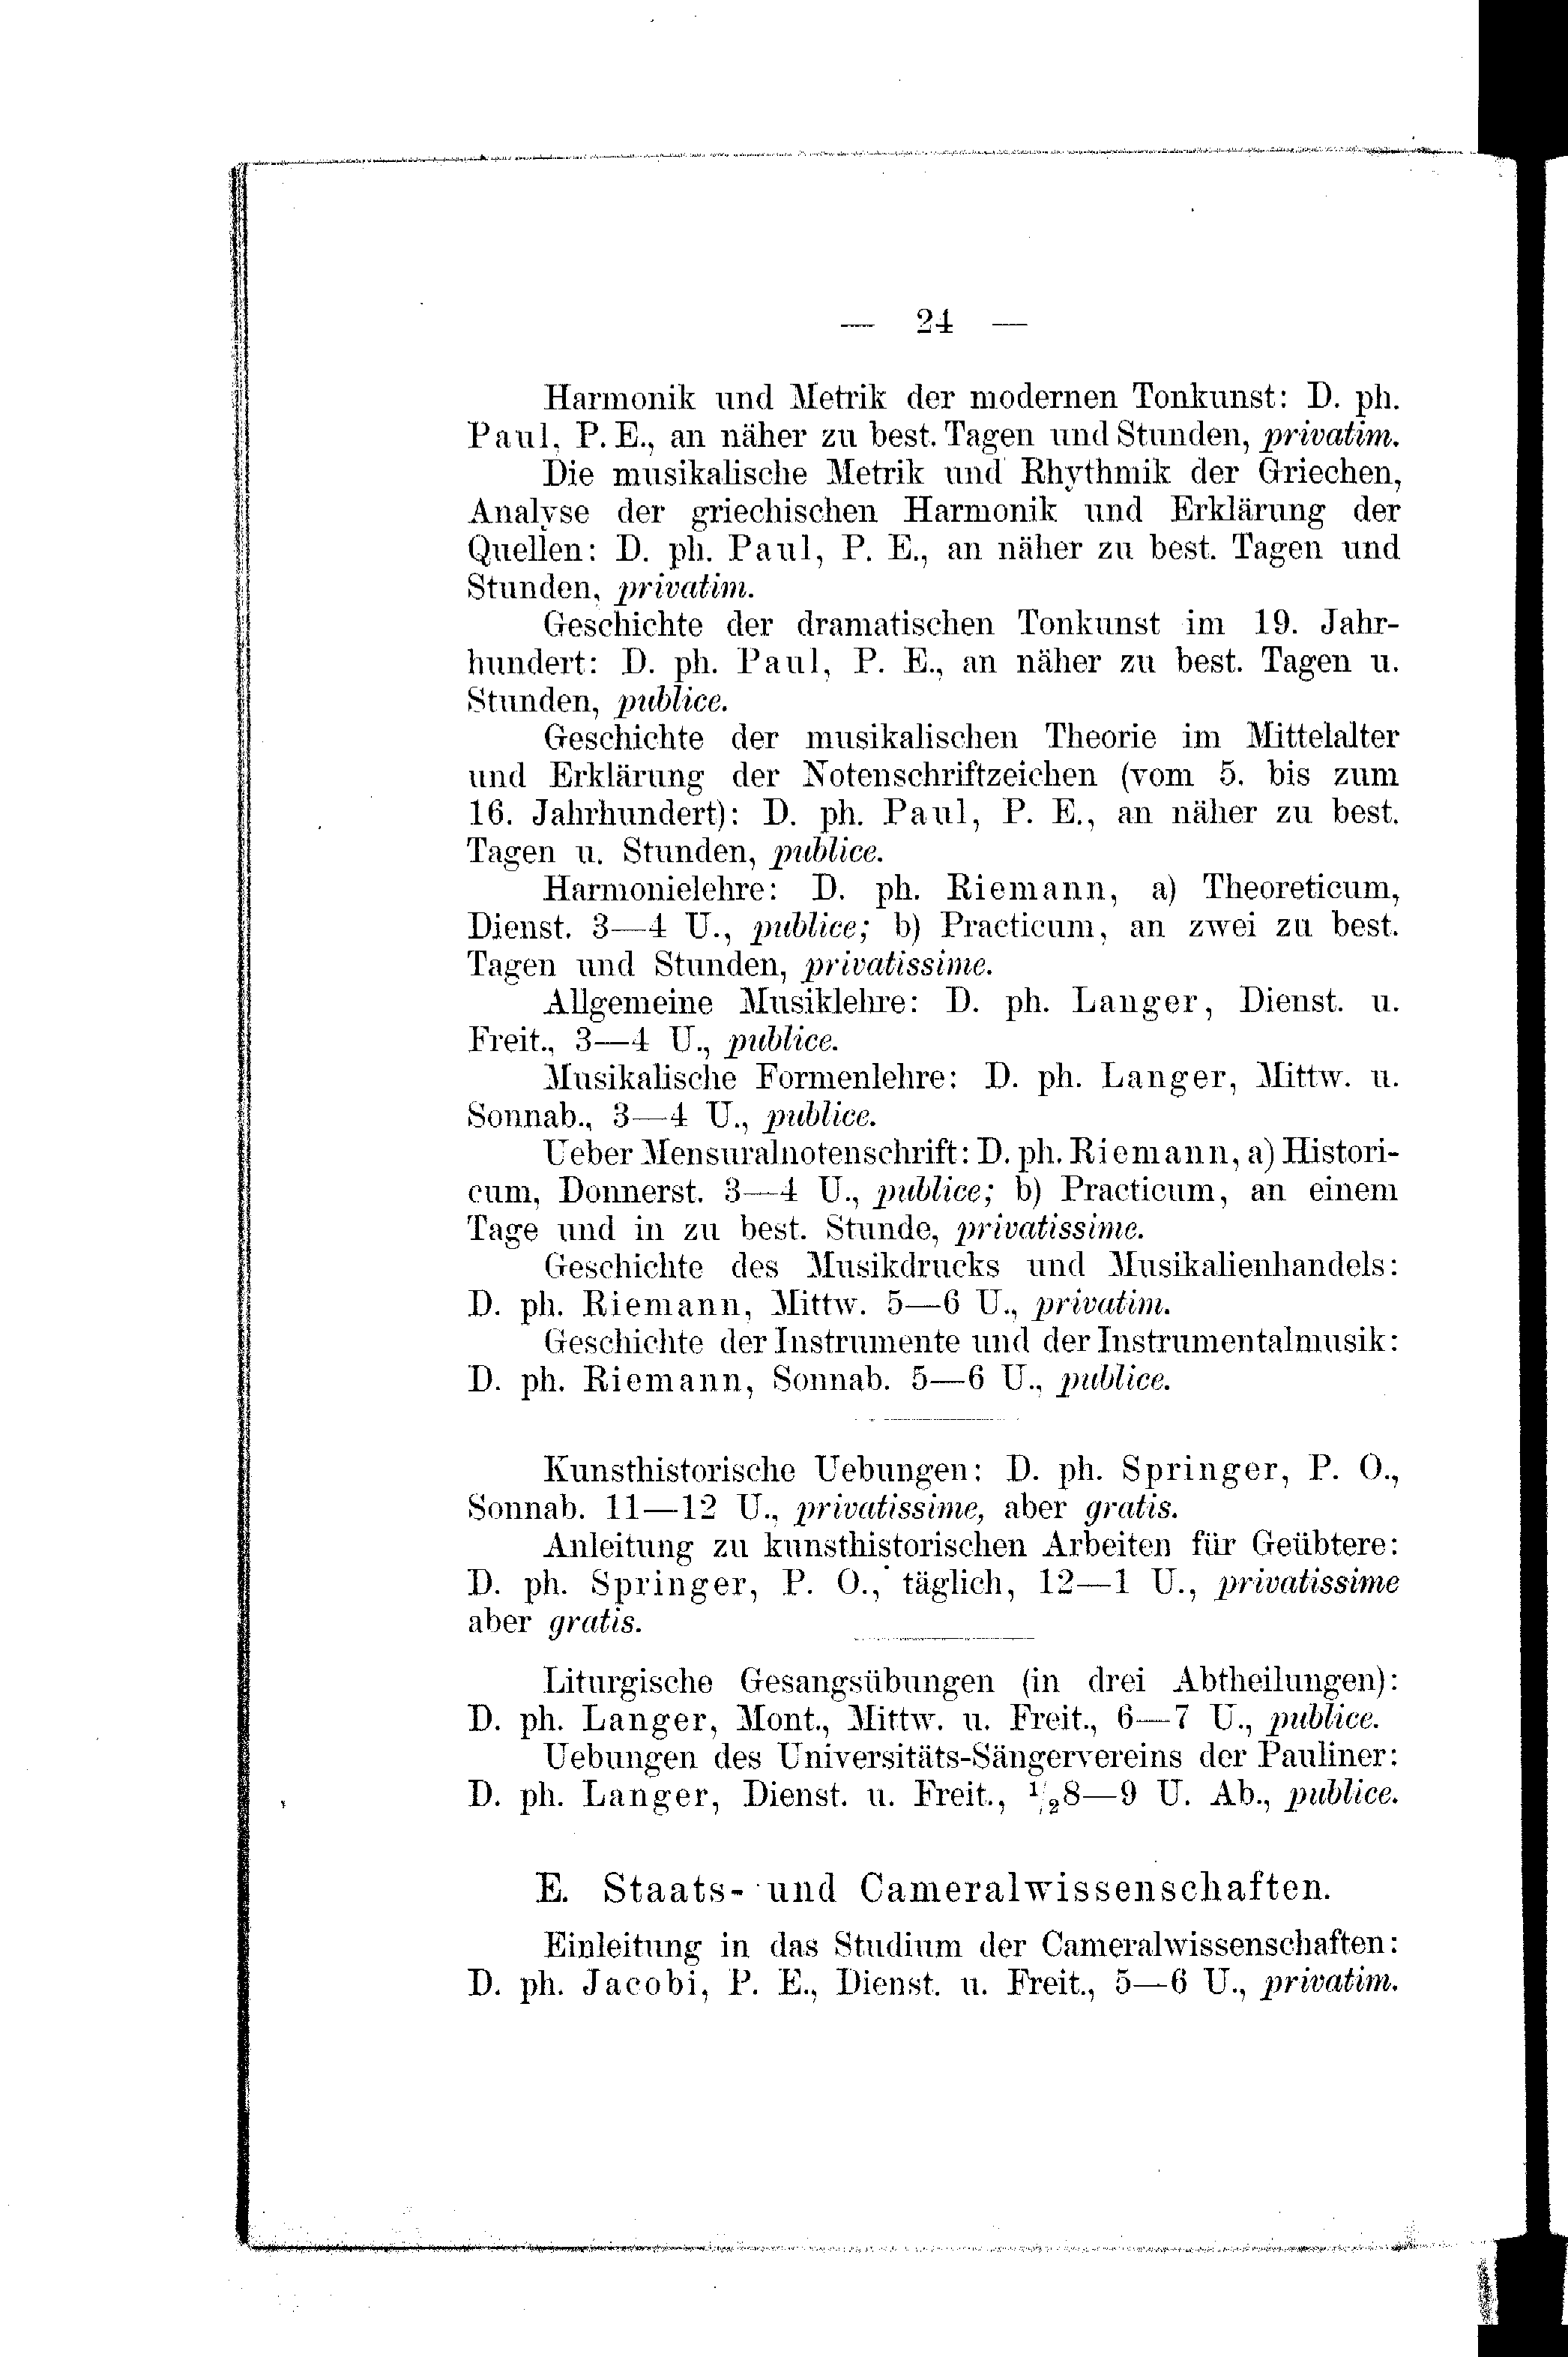 — 24 —
Harmonik und Metrik der modernen Tonkunst: D. ph.
Paul, P. E., an näher zu best. Tagen und Stunden, privatim.
Die musikalische Metrik und Rhythmik der Griechen,
Analyse der griechischen Harmonik und Erklärung der
Quellen: D. ph. Paul, P. E., an näher zu best. Tagen und
Stunden, privatim.
Geschichte der dramatischen Tonkunst im 19. Jahr-
hundert: D. ph. Paul, P. E., an näher zu best. Tagen u.
Stunden, publice.
Geschichte der musikalischen Theorie im Mittelalter
und Erklärung der Notenschriftzeichen (vom 5. bis zum
16. Jahrhundert): D. ph. Paul, P. E., an näher zu best.
Tagen u. Stunden, publice.
Harmonielehre: D. ph. Riemann, a) Theoreticum,
Dienst. 3—4 U., publice; b) Practicum, an zwei zu best.
Tagen und Stunden, privatissime.
Allgemeine Musiklehre: D. ph. Langer, Dienst. u.
Freit., 3—4 U., publice.
Musikalische Formenlehre: D. ph. Langer, Mittw. u.
Sonnab., 3—4 U., publice.
Ueber Mensuralnotenschrift: D. ph. Riemann, a) Histori-
cum, Donnerst. 3—4 U., publice; b) Practicum, an einem
Tage und in zu best. Stunde, privatissime.
Geschichte des Musikdrucks und Musikalienhandels:
D. ph. Riemann, Mittw. 5—6 U., privatim.
Geschichte der Instrumente und der Instrumentalmusik:
D. ph. Riemann, Sonnab. 5—6 U., publice.
Kunsthistorische Uebungen: D. ph. Springer, P. O.,
Sonnab. 11—12 U., privatissime, aber gratis.
Anleitung zu kunsthistorischen Arbeiten für Geübtere:
D. ph. Springer, P. O., täglich, 12—1 U., privatissime
aber gratis.
Liturgische Gesangsübungen (in drei Abtheilungen):
D. ph. Langer, Mont., Mittw. u. Freit., 6—7 U., publice.
Uebungen des Universitäts-Sängervereins der Pauliner:
D. ph. Langer, Dienst. u. Freit., 1/28—9 U. Ab., publice.
E. Staats- und Cameralwissenschaften.
Einleitung in das Studium der Cameralwissenschaften:
D. ph. Jacobi, P. E., Dienst. u. Freit., 5—6 U., privatim.